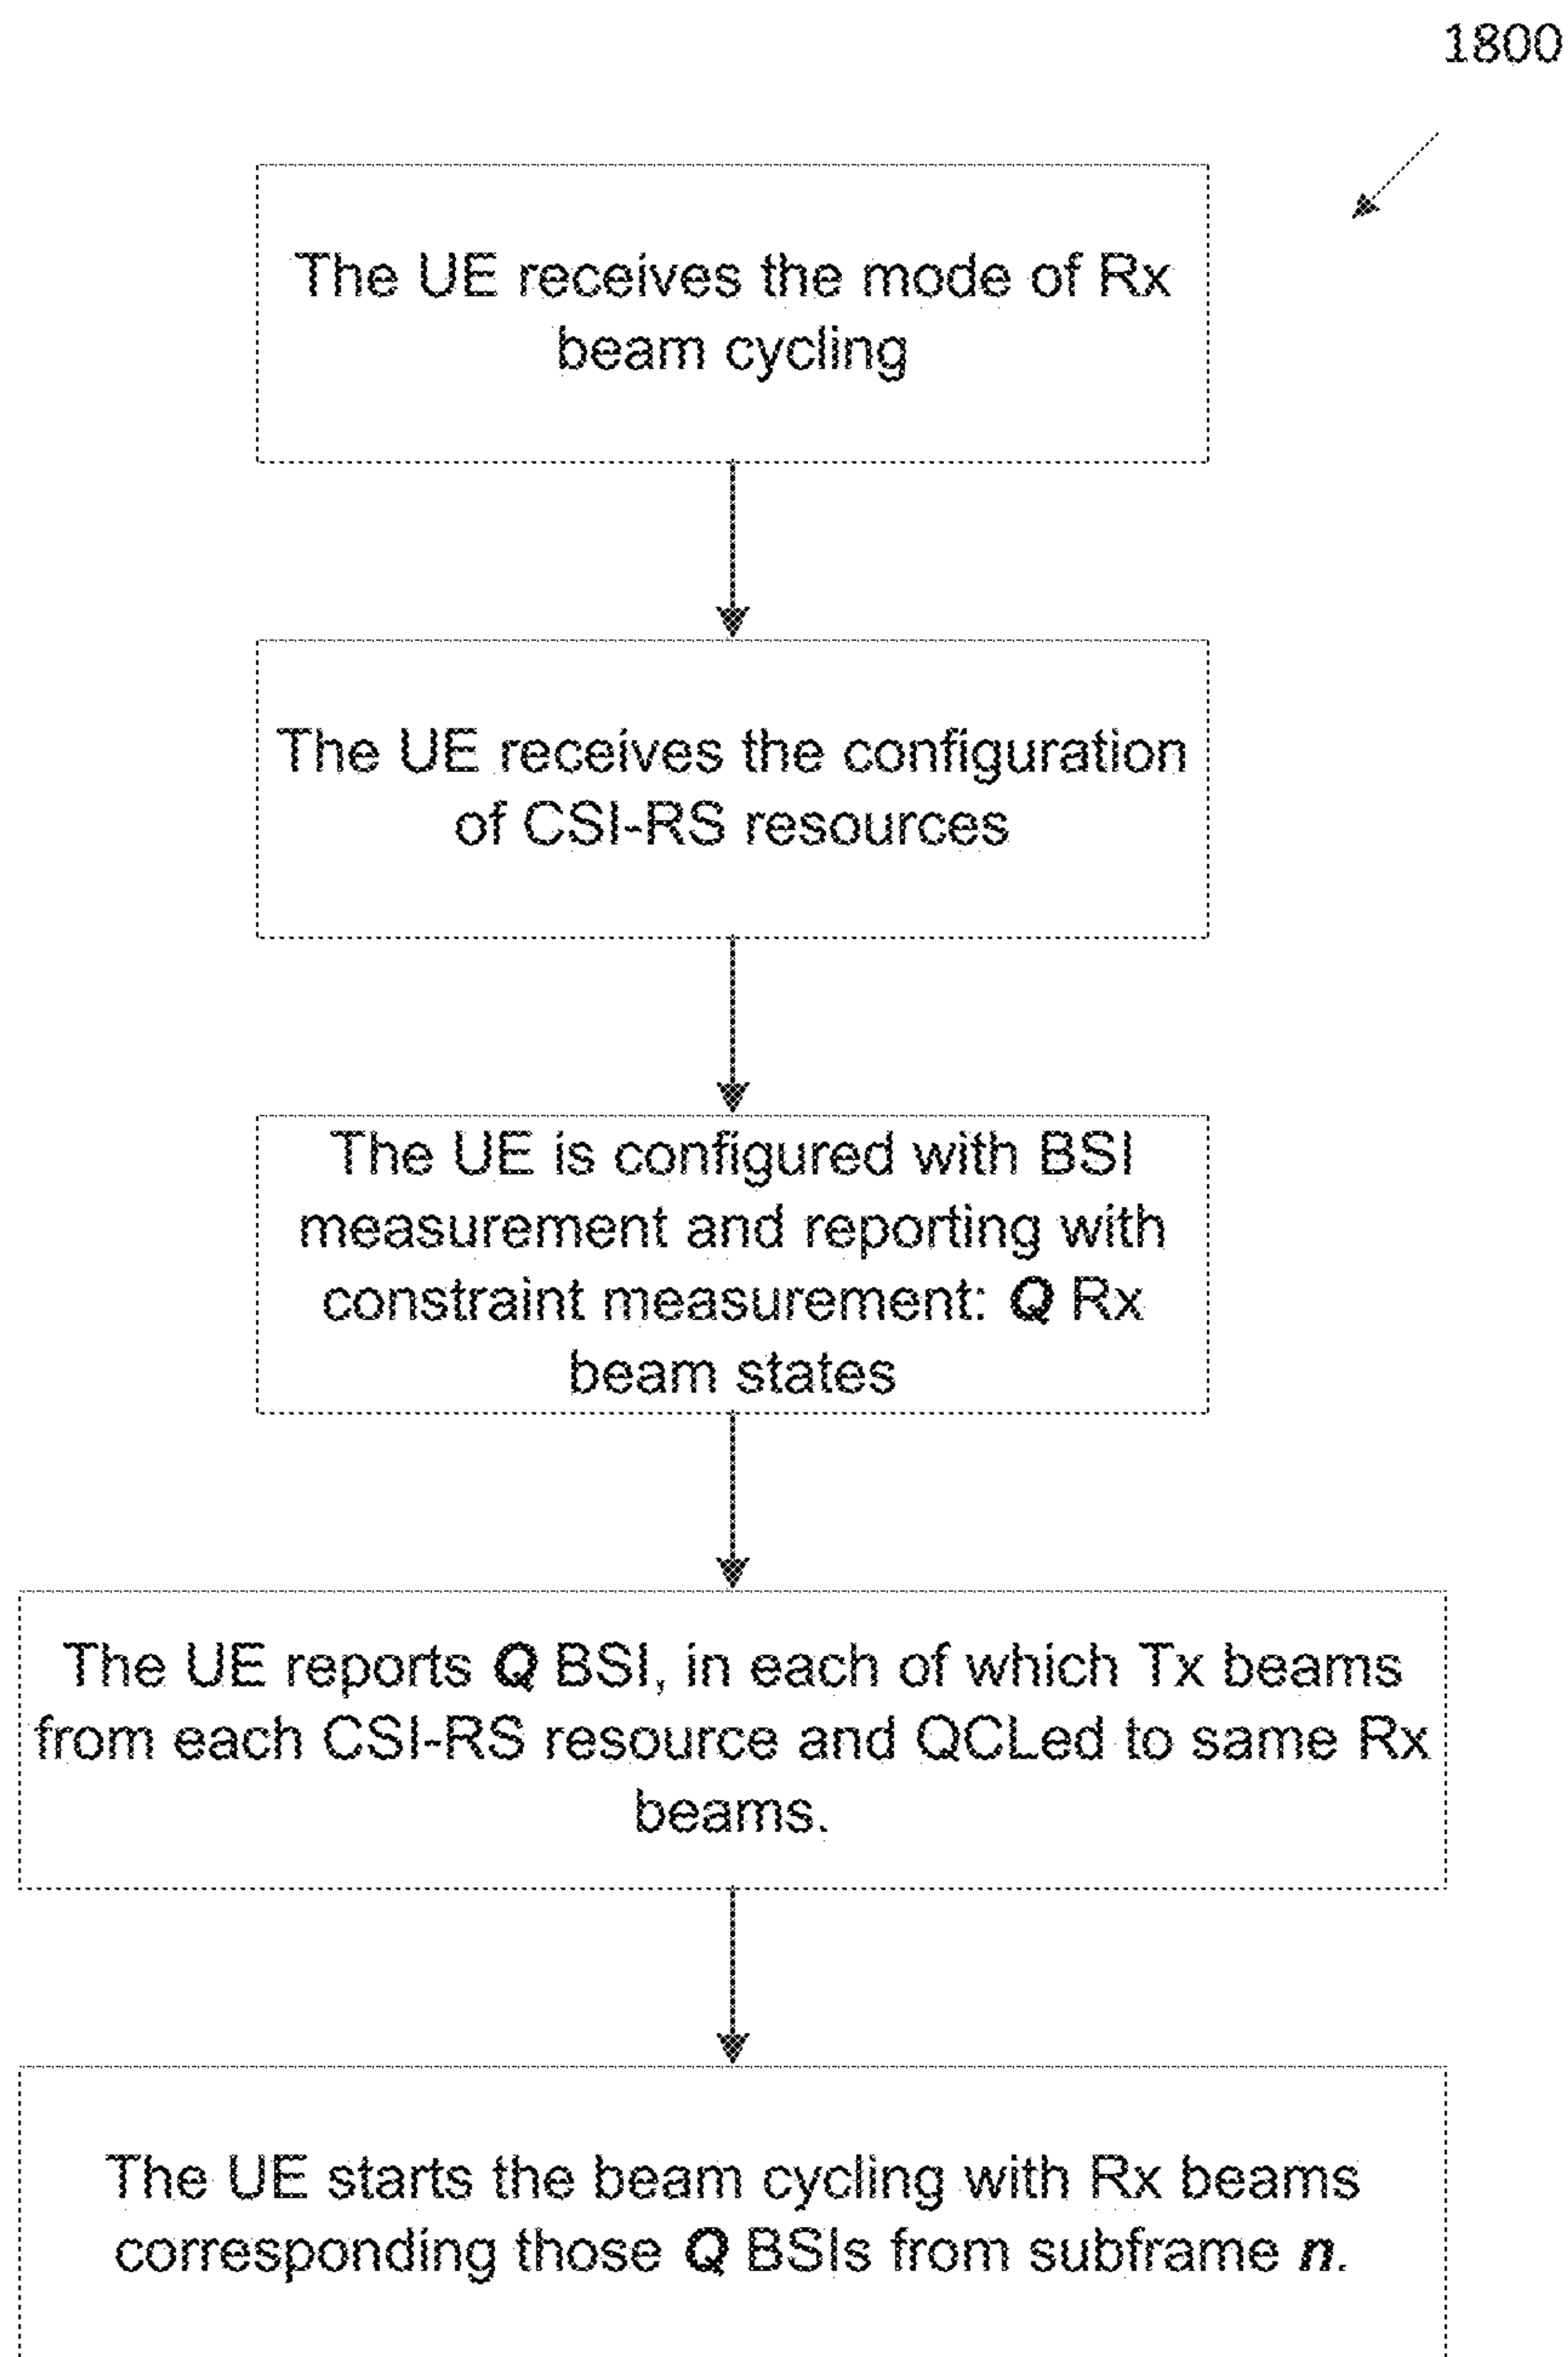 1800
The UE receives the mode of Rx
beam cycling
The UE receives the configuration
of CSI-RS resources
The UE is configured with BSI
measurement and reporting with
constraint measurement: Q Rx
beam states
The UE reports Q BSI, in each of which Tx beams
from each CSI-RS resource and QCLed to same Rx
beams.
The UE starts the beam cycling with Rx beams
corresponding those Q BSIs from subframe n.